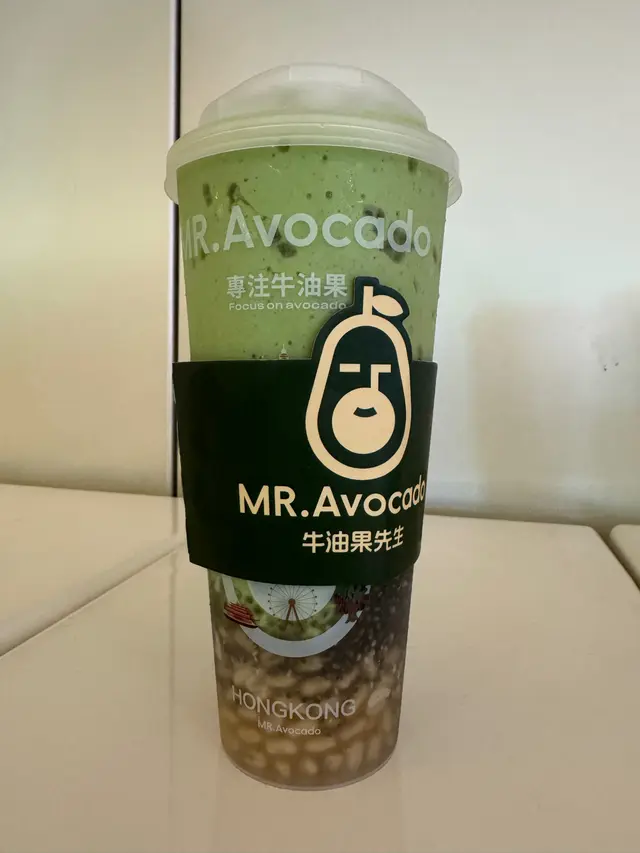 MR.Avocado
專注牛油果
Focus on avocado
MR.Avocado
牛油果先生
HONGKONG
MR.Avocado